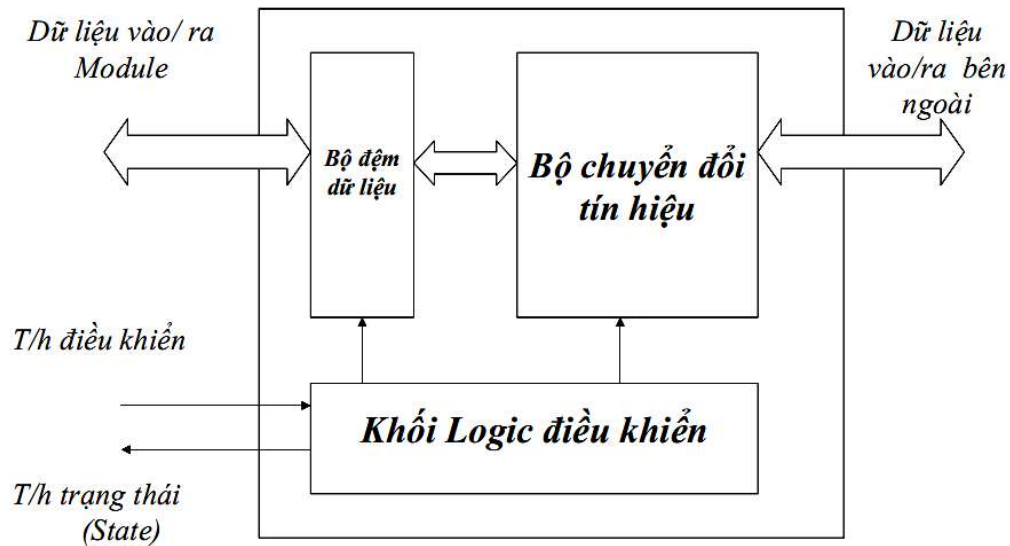 Dữ liệu vào/ ra
Module
Dữ liệu
vào/ra bên
ngoài
Bộ đệm
dữ liệu
Bộ chuyển đổi
tín hiệu
T/h điều khiển
Khối Logic điều khiển
T/h trạng thái
(State)